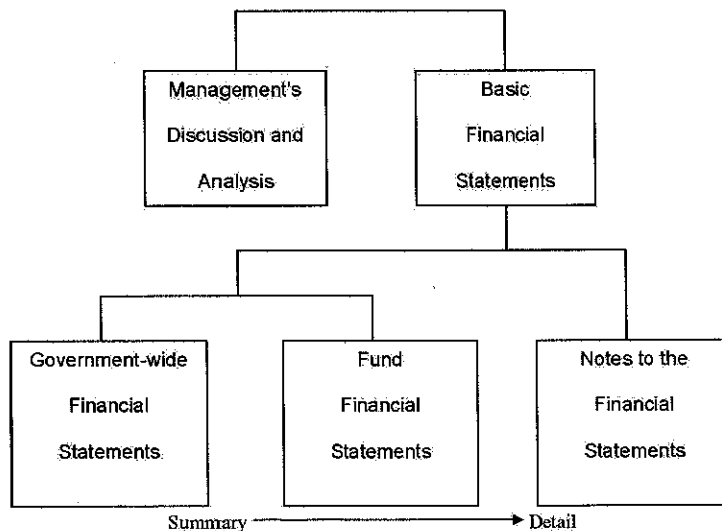 Management's
Discussion and
Analysis
Basic
Financial
Statements
Government-wide
Financial
Statements
Fund
Financial
Statements
Notes to the
Financial
Statements
Summary
Detail